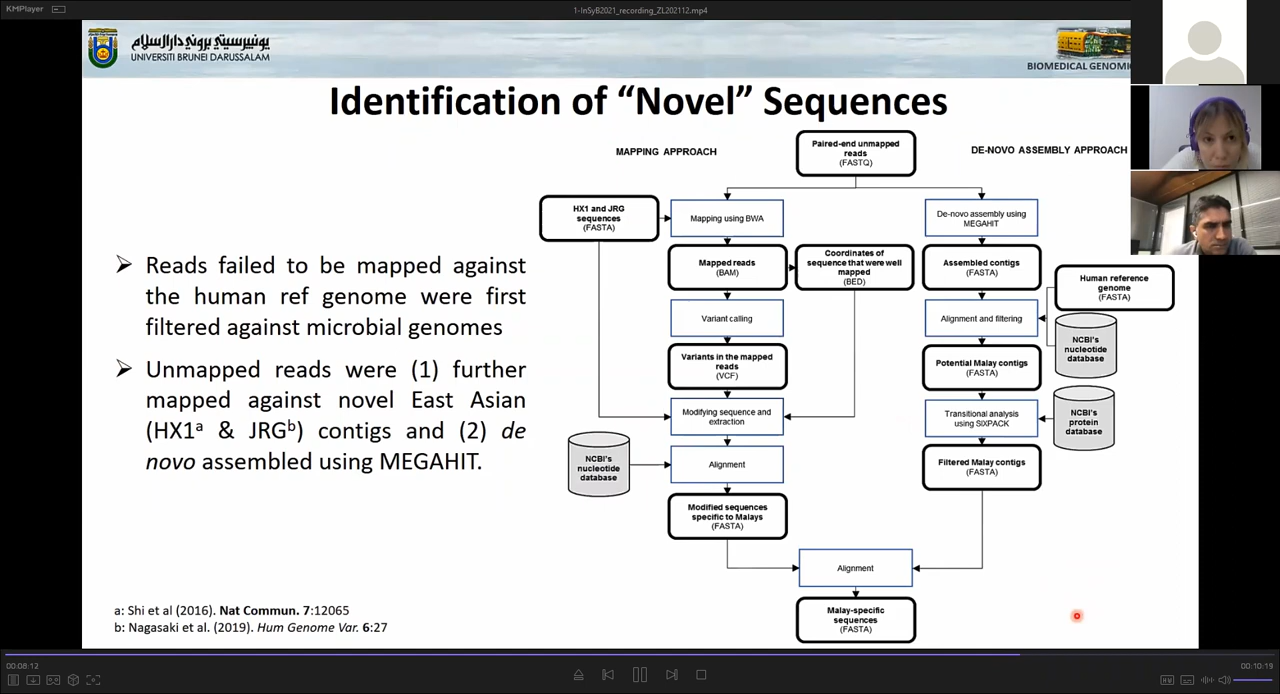 KMPlayer
1-InSyB2021_recording_ZL202112.mp4
يونيبرسيتي بروني دارالسلام
UNIVERSITI BRUNEI DARUSSALAM
Identification of “Novel” Sequences
MAPPING APPROACH
DE-NOVO ASSEMBLY APPROACH
Paired-end unmapped
reads
(FASTQ)
HX1 and JRG
sequences
(FASTA)
Mapping using BWA
De-novo assembly using
MEGAHIT
Mapped reads
(BAM)
Coordinates of
sequence that were well
mapped
(BED)
Assembled contigs
(FASTA)
Human reference
genome
(FASTA)
Variant calling
Alignment and filtering
NCBI's
nucleotide
database
Variants in the mapped
reads
(VCF)
Potential Malay contigs
(FASTA)
Modifying sequence and
extraction
Transitional analysis
using SIXPACK
NCBI's
protein
database
NCBI's
nucleotide
database
Alignment
Filtered Malay contigs
(FASTA)
Modified sequences
specific to Malays
(FASTA)
Alignment
Malay-specific
sequences
(FASTA)
➢ Reads failed to be mapped against
the human ref genome were first
filtered against microbial genomes
➢ Unmapped reads were (1) further
mapped against novel East Asian
(HX1ᵃ & JRGᵇ) contigs and (2) de
novo assembled using MEGAHIT.
a: Shi et al (2016). Nat Commun. 7:12065
b: Nagasaki et al. (2019). Hum Genome Var. 6:27
00:08:12
00:10:19